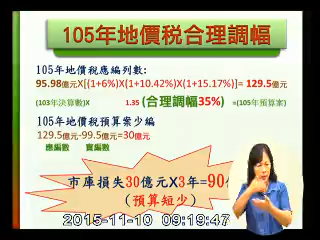 105年地價稅合理調幅
105年地價稅應編列數:
95.98億元X[(1+6%)X(1+10.42%)X(1+15.17%)]= 129.5億元
(103年決算數)X 1.35 (合理調幅35%) =(105年預算案)
105年地價稅預算案少編
129.5億元-99.5億元=30億元
應編數 實編數
市庫損失30億元X3年=90億
(預算短少)
2015-11-10 09:19:47